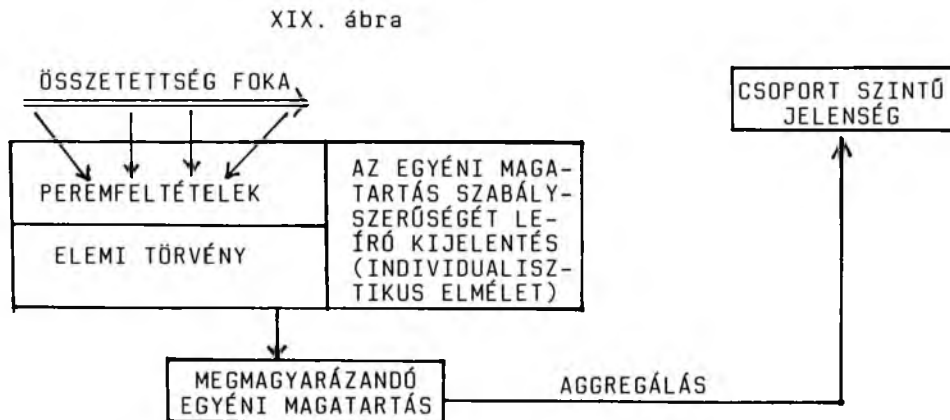 XIX. ábra
ÖSSZETETTSÉG FOKA
CSOPORT SZINTŰ
JELENSÉG
PEREMFELTÉTELEK
ELEMI TÖRVÉNY
AZ EGYÉNI MAGA-
TARTÁS SZABÁLY-
SZERŰSÉGÉT LE-
ÍRÓ KIJELENTÉS
(INDIVIDUALISZ-
TIKUS ELMÉLET)
MEGMAGYARÁZANDÓ
EGYÉNI MAGATARTÁS
AGGREGÁLÁS